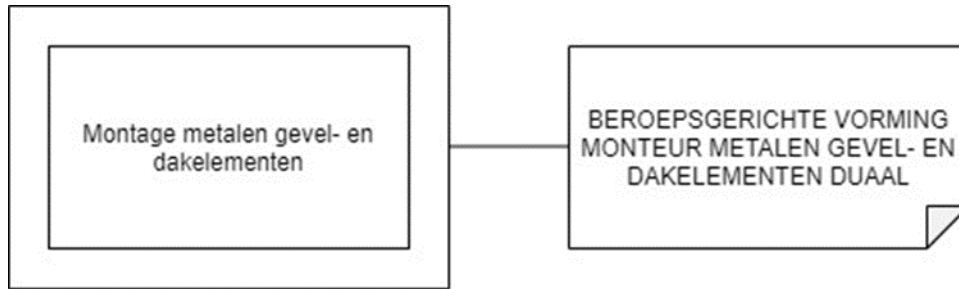 Montage metalen gevel- en
dakelementen
BEROEPSGERICHTE VORMING
MONTEUR METALEN GEVEL- EN
DAKELEMENTEN DUAAL